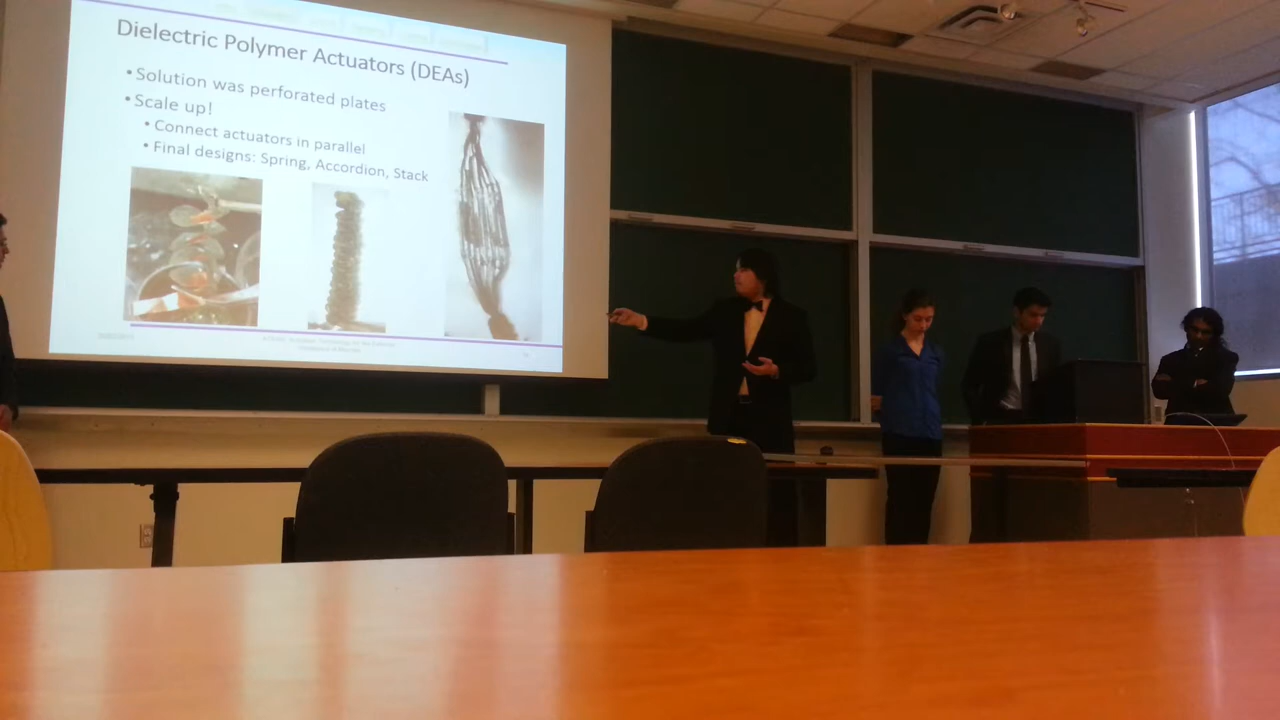 Dielectric Polymer Actuators (DEAs)
• Solution was perforated plates
• Scale up!
• Connect actuators in parallel
• Final designs: Spring, Accordion, Stack